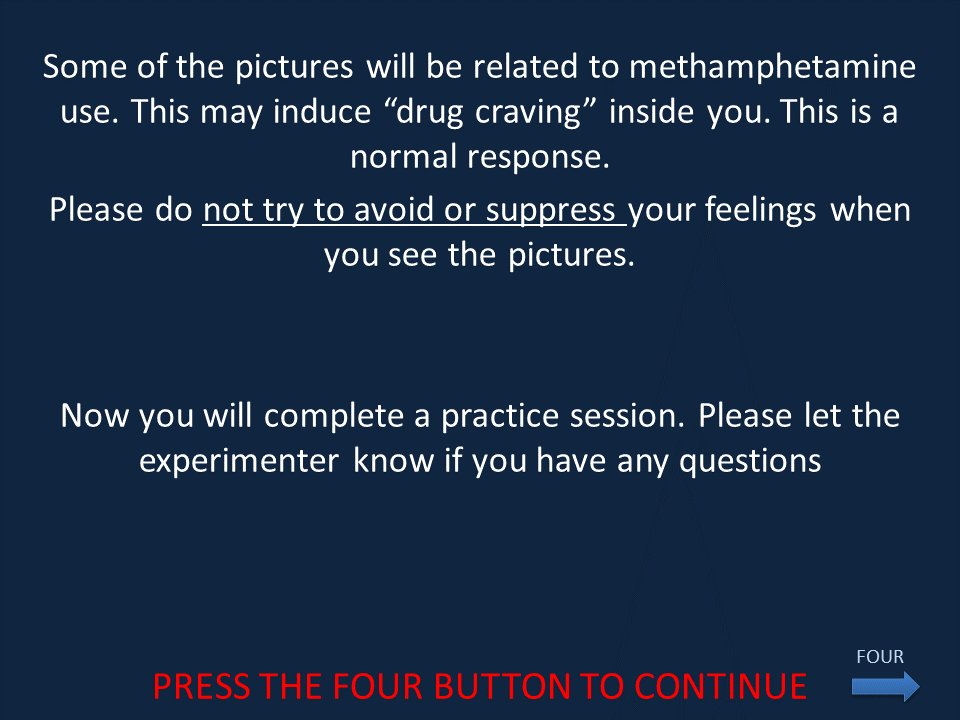 Some of the pictures will be related to methamphetamine
use. This may induce “drug craving” inside you. This is a
normal response.
Please do not try to avoid or suppress your feelings when
you see the pictures.
Now you will complete a practice session. Please let the
experimenter know if you have any questions
FOUR
PRESS THE FOUR BUTTON TO CONTINUE